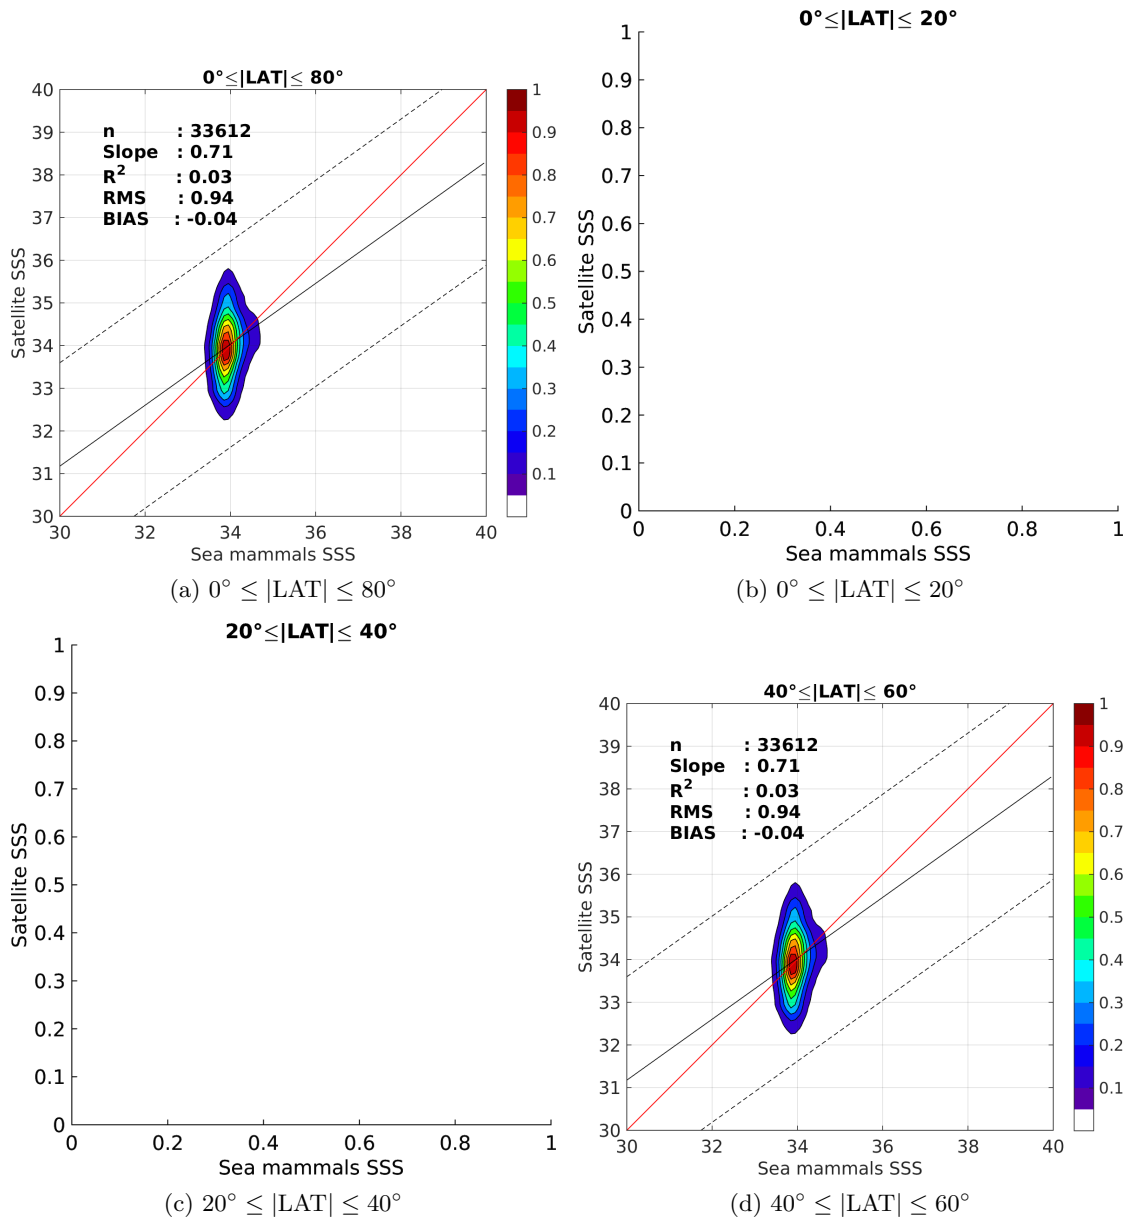 0°≤|LAT|≤ 80°
40
39
38
37
36
35
34
33
32
31
30
Satellite SSS
n : 33612
Slope : 0.71
R² : 0.03
RMS : 0.94
BIAS : -0.04
30 32 34 36 38 40
Sea mammals SSS
1
0.9
0.8
0.7
0.6
0.5
0.4
0.3
0.2
0.1
(a) 0° ≤ |LAT| ≤ 80°
0°≤|LAT|≤ 20°
1
0.9
0.8
0.7
0.6
0.5
0.4
0.3
0.2
0.1
0
Satellite SSS
0 0.2 0.4 0.6 0.8 1
Sea mammals SSS
(b) 0° ≤ |LAT| ≤ 20°
20°≤|LAT|≤ 40°
1
0.9
0.8
0.7
0.6
0.5
0.4
0.3
0.2
0.1
0
Satellite SSS
0 0.2 0.4 0.6 0.8 1
Sea mammals SSS
(c) 20° ≤ |LAT| ≤ 40°
40°≤|LAT|≤ 60°
40
39
38
37
36
35
34
33
32
31
30
Satellite SSS
n : 33612
Slope : 0.71
R² : 0.03
RMS : 0.94
BIAS : -0.04
30 32 34 36 38 40
Sea mammals SSS
1
0.9
0.8
0.7
0.6
0.5
0.4
0.3
0.2
0.1
(d) 40° ≤ |LAT| ≤ 60°